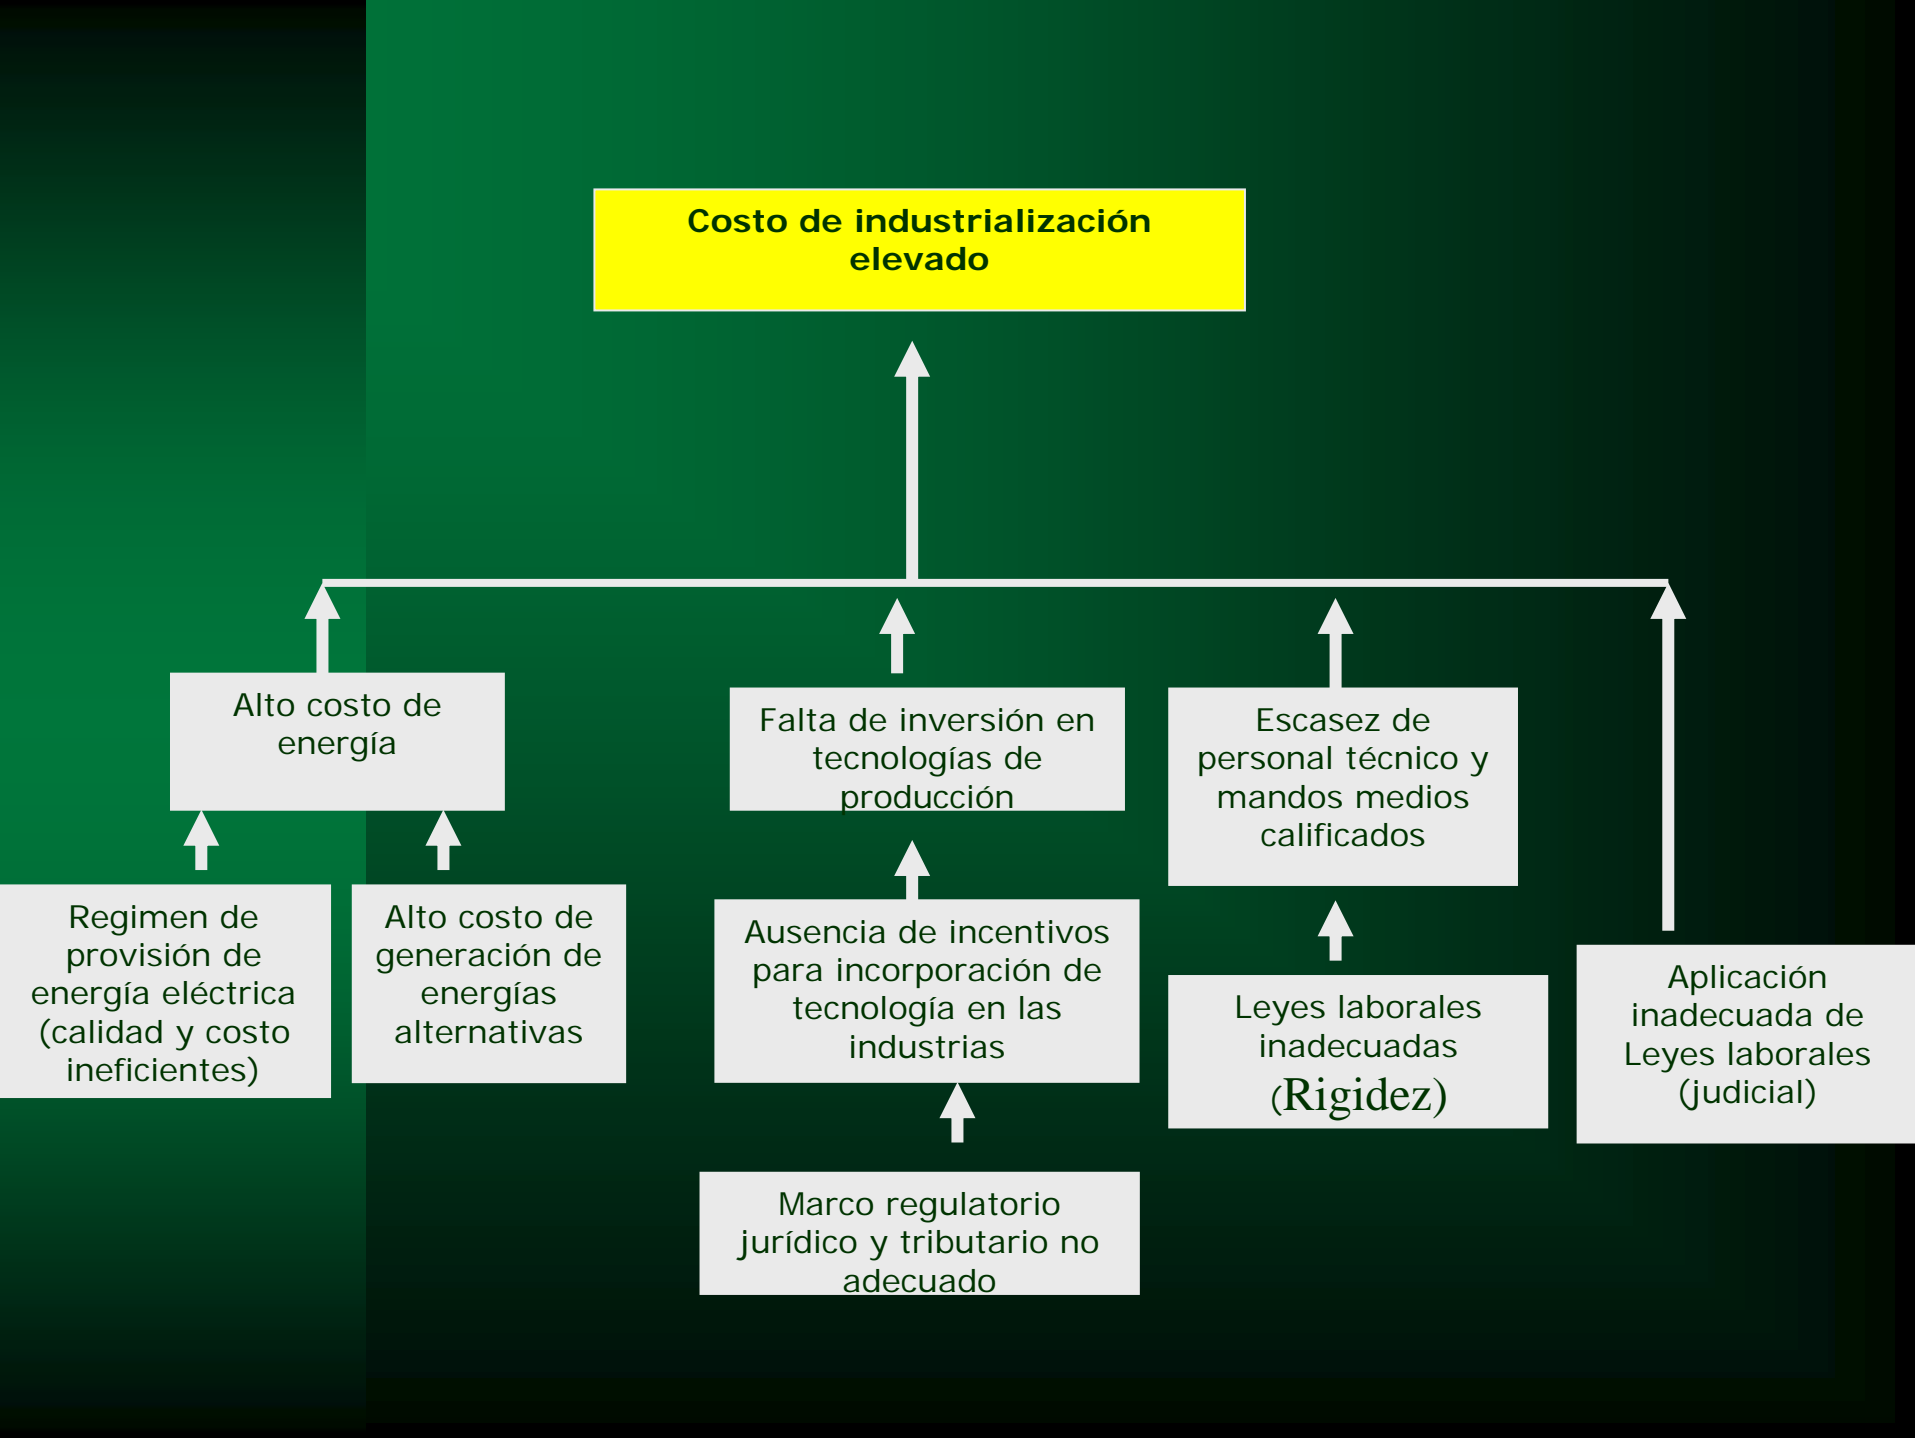 Costo de industrialización
elevado
Alto costo de
energía
Falta de inversión en
tecnologías de
producción
Escasez de
personal técnico y
mandos medios
calificados
Regimen de
provisión de
energía eléctrica
(calidad y costo
ineficientes)
Alto costo de
generación de
energías
alternativas
Ausencia de incentivos
para incorporación de
tecnología en las
industrias
Leyes laborales
inadecuadas
(Rigidez)
Aplicación
inadecuada de
Leyes laborales
(judicial)
Marco regulatorio
jurídico y tributario no
adecuado